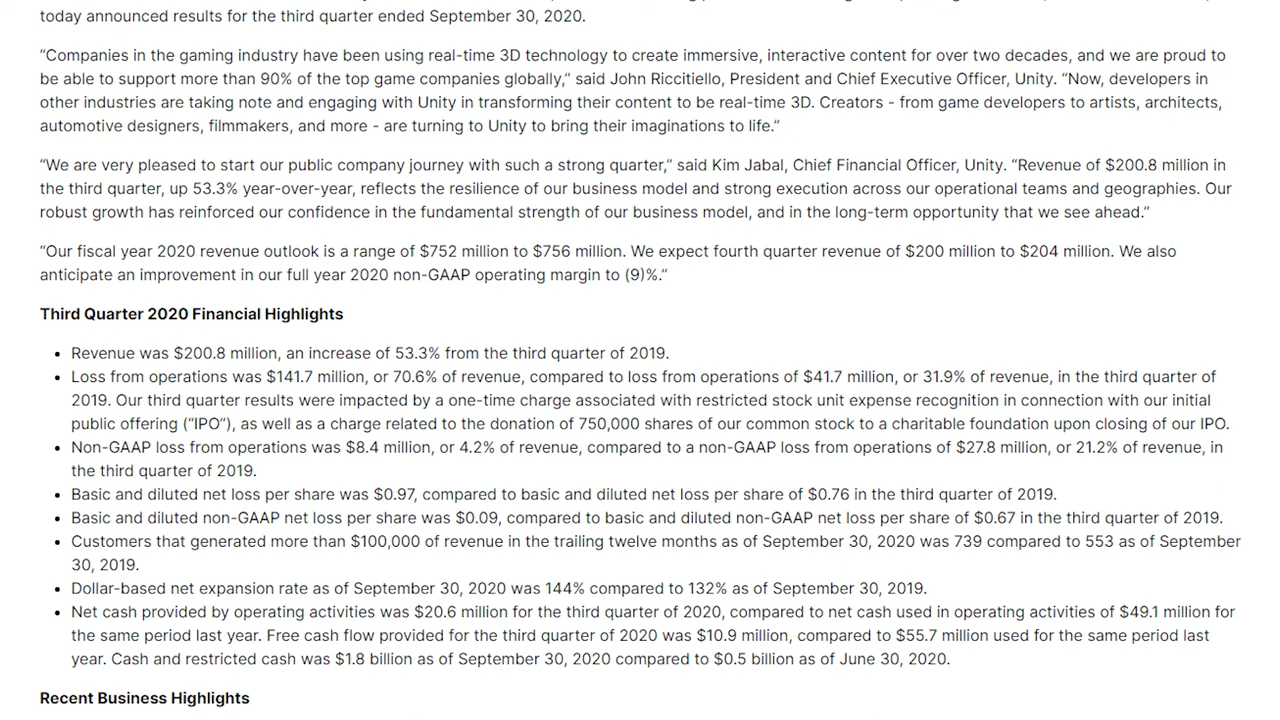 today announced results for the third quarter ended September 30, 2020.
“Companies in the gaming industry have been using real-time 3D technology to create immersive, interactive content for over two decades, and we are proud to
be able to support more than 90% of the top game companies globally,” said John Riccitiello, President and Chief Executive Officer, Unity. “Now, developers in
other industries are taking note and engaging with Unity in transforming their content to be real-time 3D. Creators - from game developers to artists, architects,
automotive designers, filmmakers, and more - are turning to Unity to bring their imaginations to life.”
“We are very pleased to start our public company journey with such a strong quarter,” said Kim Jabal, Chief Financial Officer, Unity. “Revenue of $200.8 million in
the third quarter, up 53.3% year-over-year, reflects the resilience of our business model and strong execution across our operational teams and geographies. Our
robust growth has reinforced our confidence in the fundamental strength of our business model, and in the long-term opportunity that we see ahead.”
“Our fiscal year 2020 revenue outlook is a range of $752 million to $756 million. We expect fourth quarter revenue of $200 million to $204 million. We also
anticipate an improvement in our full year 2020 non-GAAP operating margin to (9)%.”
Third Quarter 2020 Financial Highlights
• Revenue was $200.8 million, an increase of 53.3% from the third quarter of 2019.
• Loss from operations was $141.7 million, or 70.6% of revenue, compared to loss from operations of $41.7 million, or 31.9% of revenue, in the third quarter of
2019. Our third quarter results were impacted by a one-time charge associated with restricted stock unit expense recognition in connection with our initial
public offering (“IPO”), as well as a charge related to the donation of 750,000 shares of our common stock to a charitable foundation upon closing of our IPO.
• Non-GAAP loss from operations was $8.4 million, or 4.2% of revenue, compared to a non-GAAP loss from operations of $27.8 million, or 21.2% of revenue, in
the third quarter of 2019.
• Basic and diluted net loss per share was $0.97, compared to basic and diluted net loss per share of $0.76 in the third quarter of 2019.
• Basic and diluted non-GAAP net loss per share was $0.09, compared to basic and diluted non-GAAP net loss per share of $0.67 in the third quarter of 2019.
• Customers that generated more than $100,000 of revenue in the trailing twelve months as of September 30, 2020 was 739 compared to 553 as of September
30, 2019.
• Dollar-based net expansion rate as of September 30, 2020 was 144% compared to 132% as of September 30, 2019.
• Net cash provided by operating activities was $20.6 million for the third quarter of 2020, compared to net cash used in operating activities of $49.1 million for
the same period last year. Free cash flow provided for the third quarter of 2020 was $10.9 million, compared to $55.7 million used for the same period last
year. Cash and restricted cash was $1.8 billion as of September 30, 2020 compared to $0.5 billion as of June 30, 2020.
Recent Business Highlights